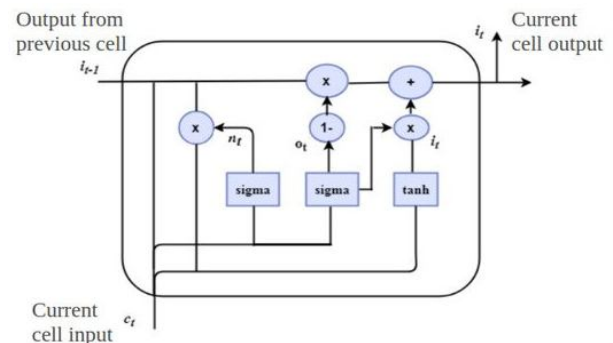 Output from
previous cell
i_{t-1}
i_t
Current
cell output
x
+
x
n_t
1-
o_t
x
i_t
sigma
sigma
tanh
Current
cell input
c_t